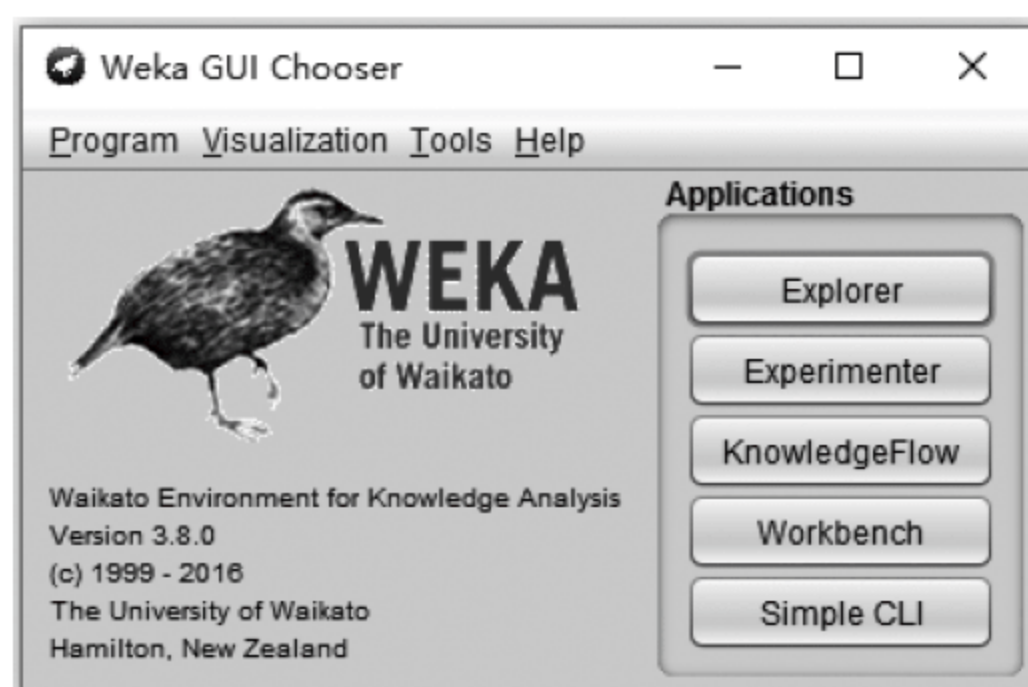 Weka GUI Chooser
Program Visualization Tools Help
WEKA
The University
of Waikato
Waikato Environment for Knowledge Analysis
Version 3.8.0
(c) 1999 - 2016
The University of Waikato
Hamilton, New Zealand
Applications
Explorer
Experimenter
KnowledgeFlow
Workbench
Simple CLI